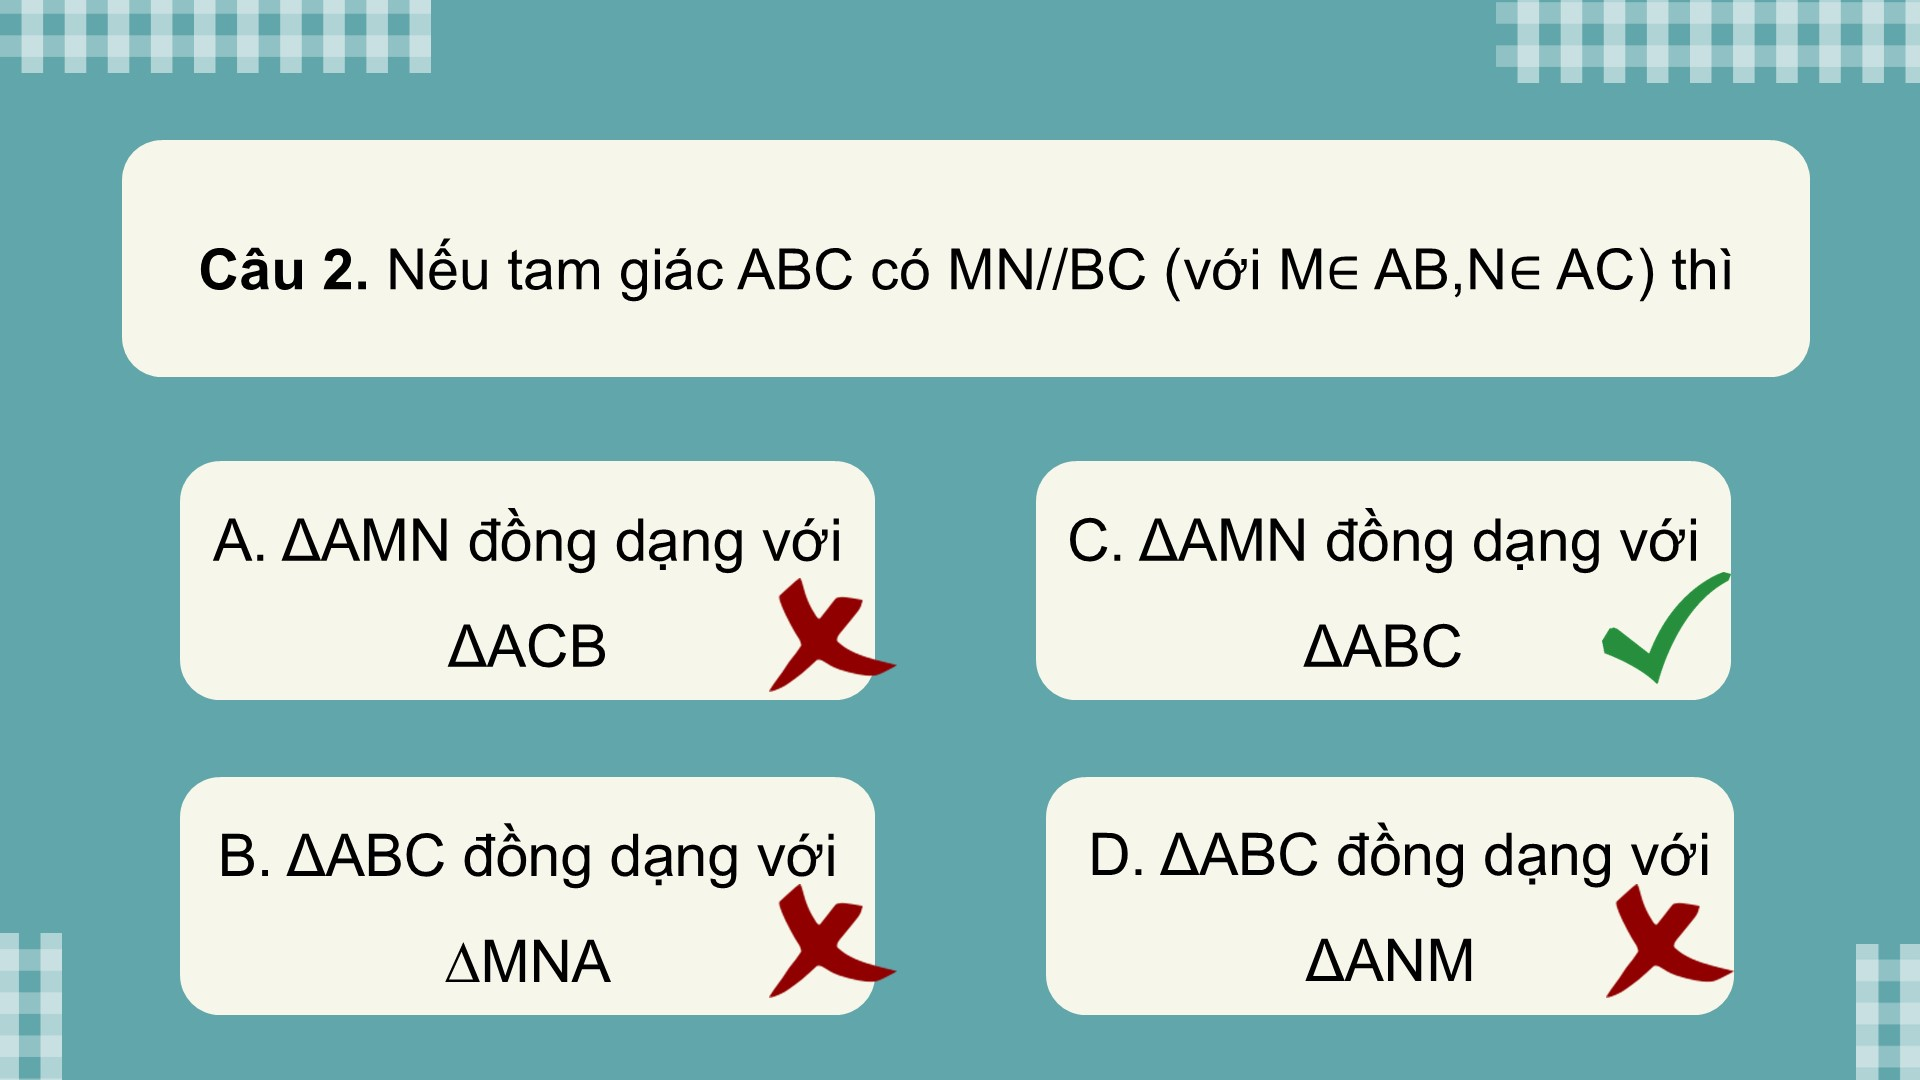 Câu 2. Nếu tam giác ABC có MN//BC (với M∈ AB,N∈ AC) thì
A. ΔAMN đồng dạng với
ΔACB
C. ΔAMN đồng dạng với
ΔABC
B. ΔABC đồng dạng với
ΔMNA
D. ΔABC đồng dạng với
ΔANM